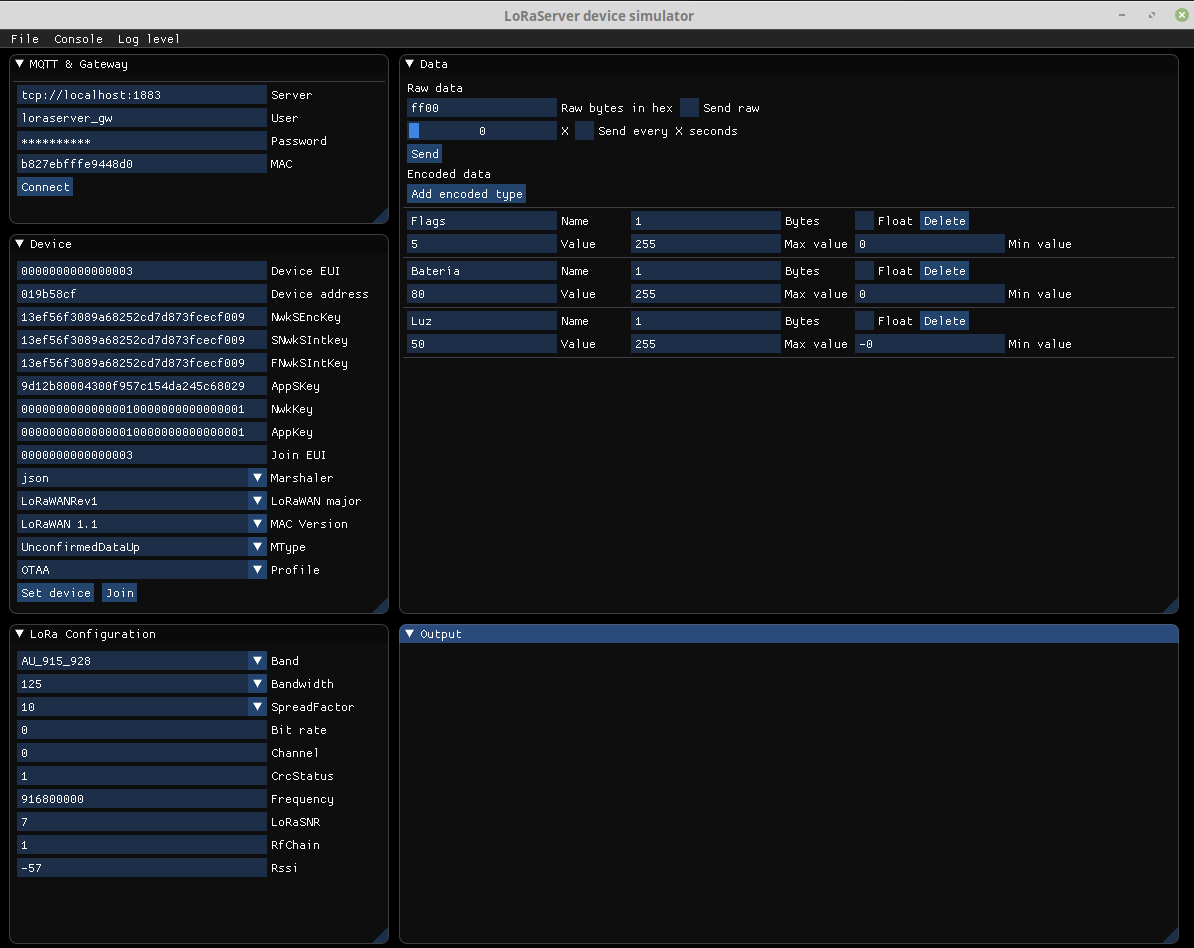 LoRaServer device simulator
File Console Log level
MQTT & Gateway
tcp://localhost:1883 Server
loraserver_gw User
********** Password
b827ebfffe9448d0 MAC
Connect
Device
0000000000000003 Device EUI
019b58cf Device address
13ef56f3089a68252cd7d873fcecf009 NwkSEncKey
13ef56f3089a68252cd7d873fcecf009 SNwkSIntkey
13ef56f3089a68252cd7d873fcecf009 FNwkSIntKey
9d12b80004300f957c154da245c68029 AppSKey
00000000000000010000000000000001 NwkKey
00000000000000010000000000000001 AppKey
0000000000000003 Join EUI
json Marshaler
LoRaWANRev1 LoRaWAN major
LoRaWAN 1.1 MAC Version
UnconfirmedDataUp MType
OTAA Profile
Set device Join
LoRa Configuration
AU_915_928 Band
125 Bandwidth
10 SpreadFactor
0 Bit rate
0 Channel
1 CrcStatus
916800000 Frequency
7 LoRaSNR
1 RfChain
-57 Rssi
Data
Raw data
ff00 Raw bytes in hex Send raw
0 X Send every X seconds
Send
Encoded data
Add encoded type
Flags Name 1 Bytes Float Delete
5 Value 255 Max value 0 Min value
Batería Name 1 Bytes Float Delete
80 Value 255 Max value 0 Min value
Luz Name 1 Bytes Float Delete
50 Value 255 Max value -0 Min value
Output